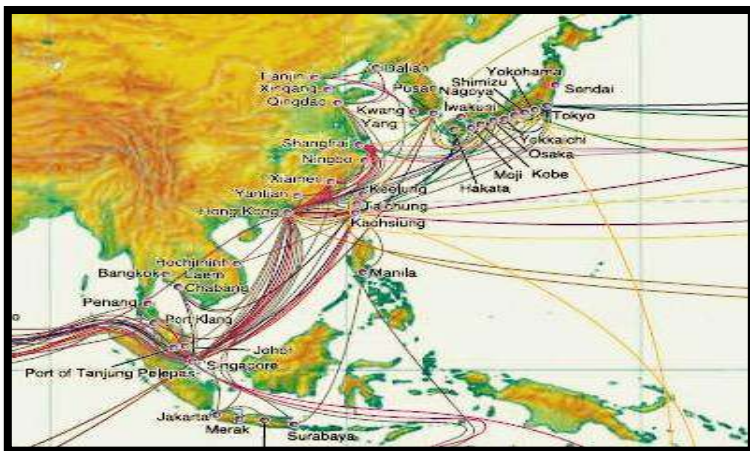 Dalian
Tianjin
Xingang
Qingdao
Pusan
Kwang
Yang
Yokohama
Shimizu
Nagoya
Iwakuni
Sendai
Tokyo
Yokkaichi
Osaka
Kobe
Moji
Hakata
Shanghai
Ningbo
Xiamen
Yantian
Hong Kong
Keelung
Taichung
Kaohsiung
Hochiminh
Bangkok
Laem
Chabang
Manila
Penang
Port Klang
Johor
Singapore
Port of Tanjung Pelepas
Jakarta
Merak
Surabaya